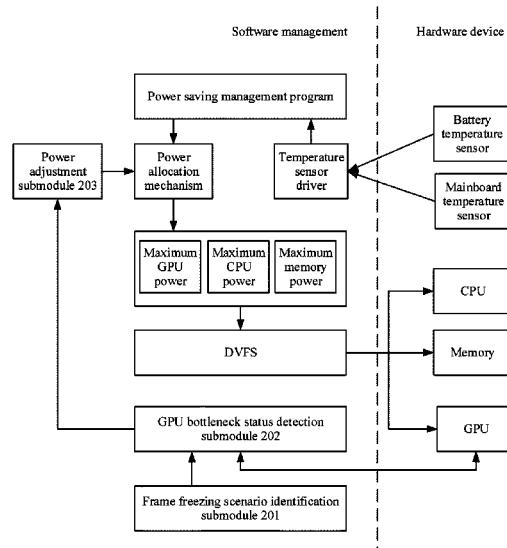 Software management
Hardware device
Power saving management program
Battery
temperature
sensor
Power
adjustment
submodule 203
Power
allocation
mechanism
Temperature
sensor
driver
Mainboard
temperature
sensor
Maximum
GPU
power
Maximum
CPU
power
Maximum
memory
power
CPU
DVFS
Memory
GPU bottleneck status detection
submodule 202
GPU
Frame freezing scenario identification
submodule 201